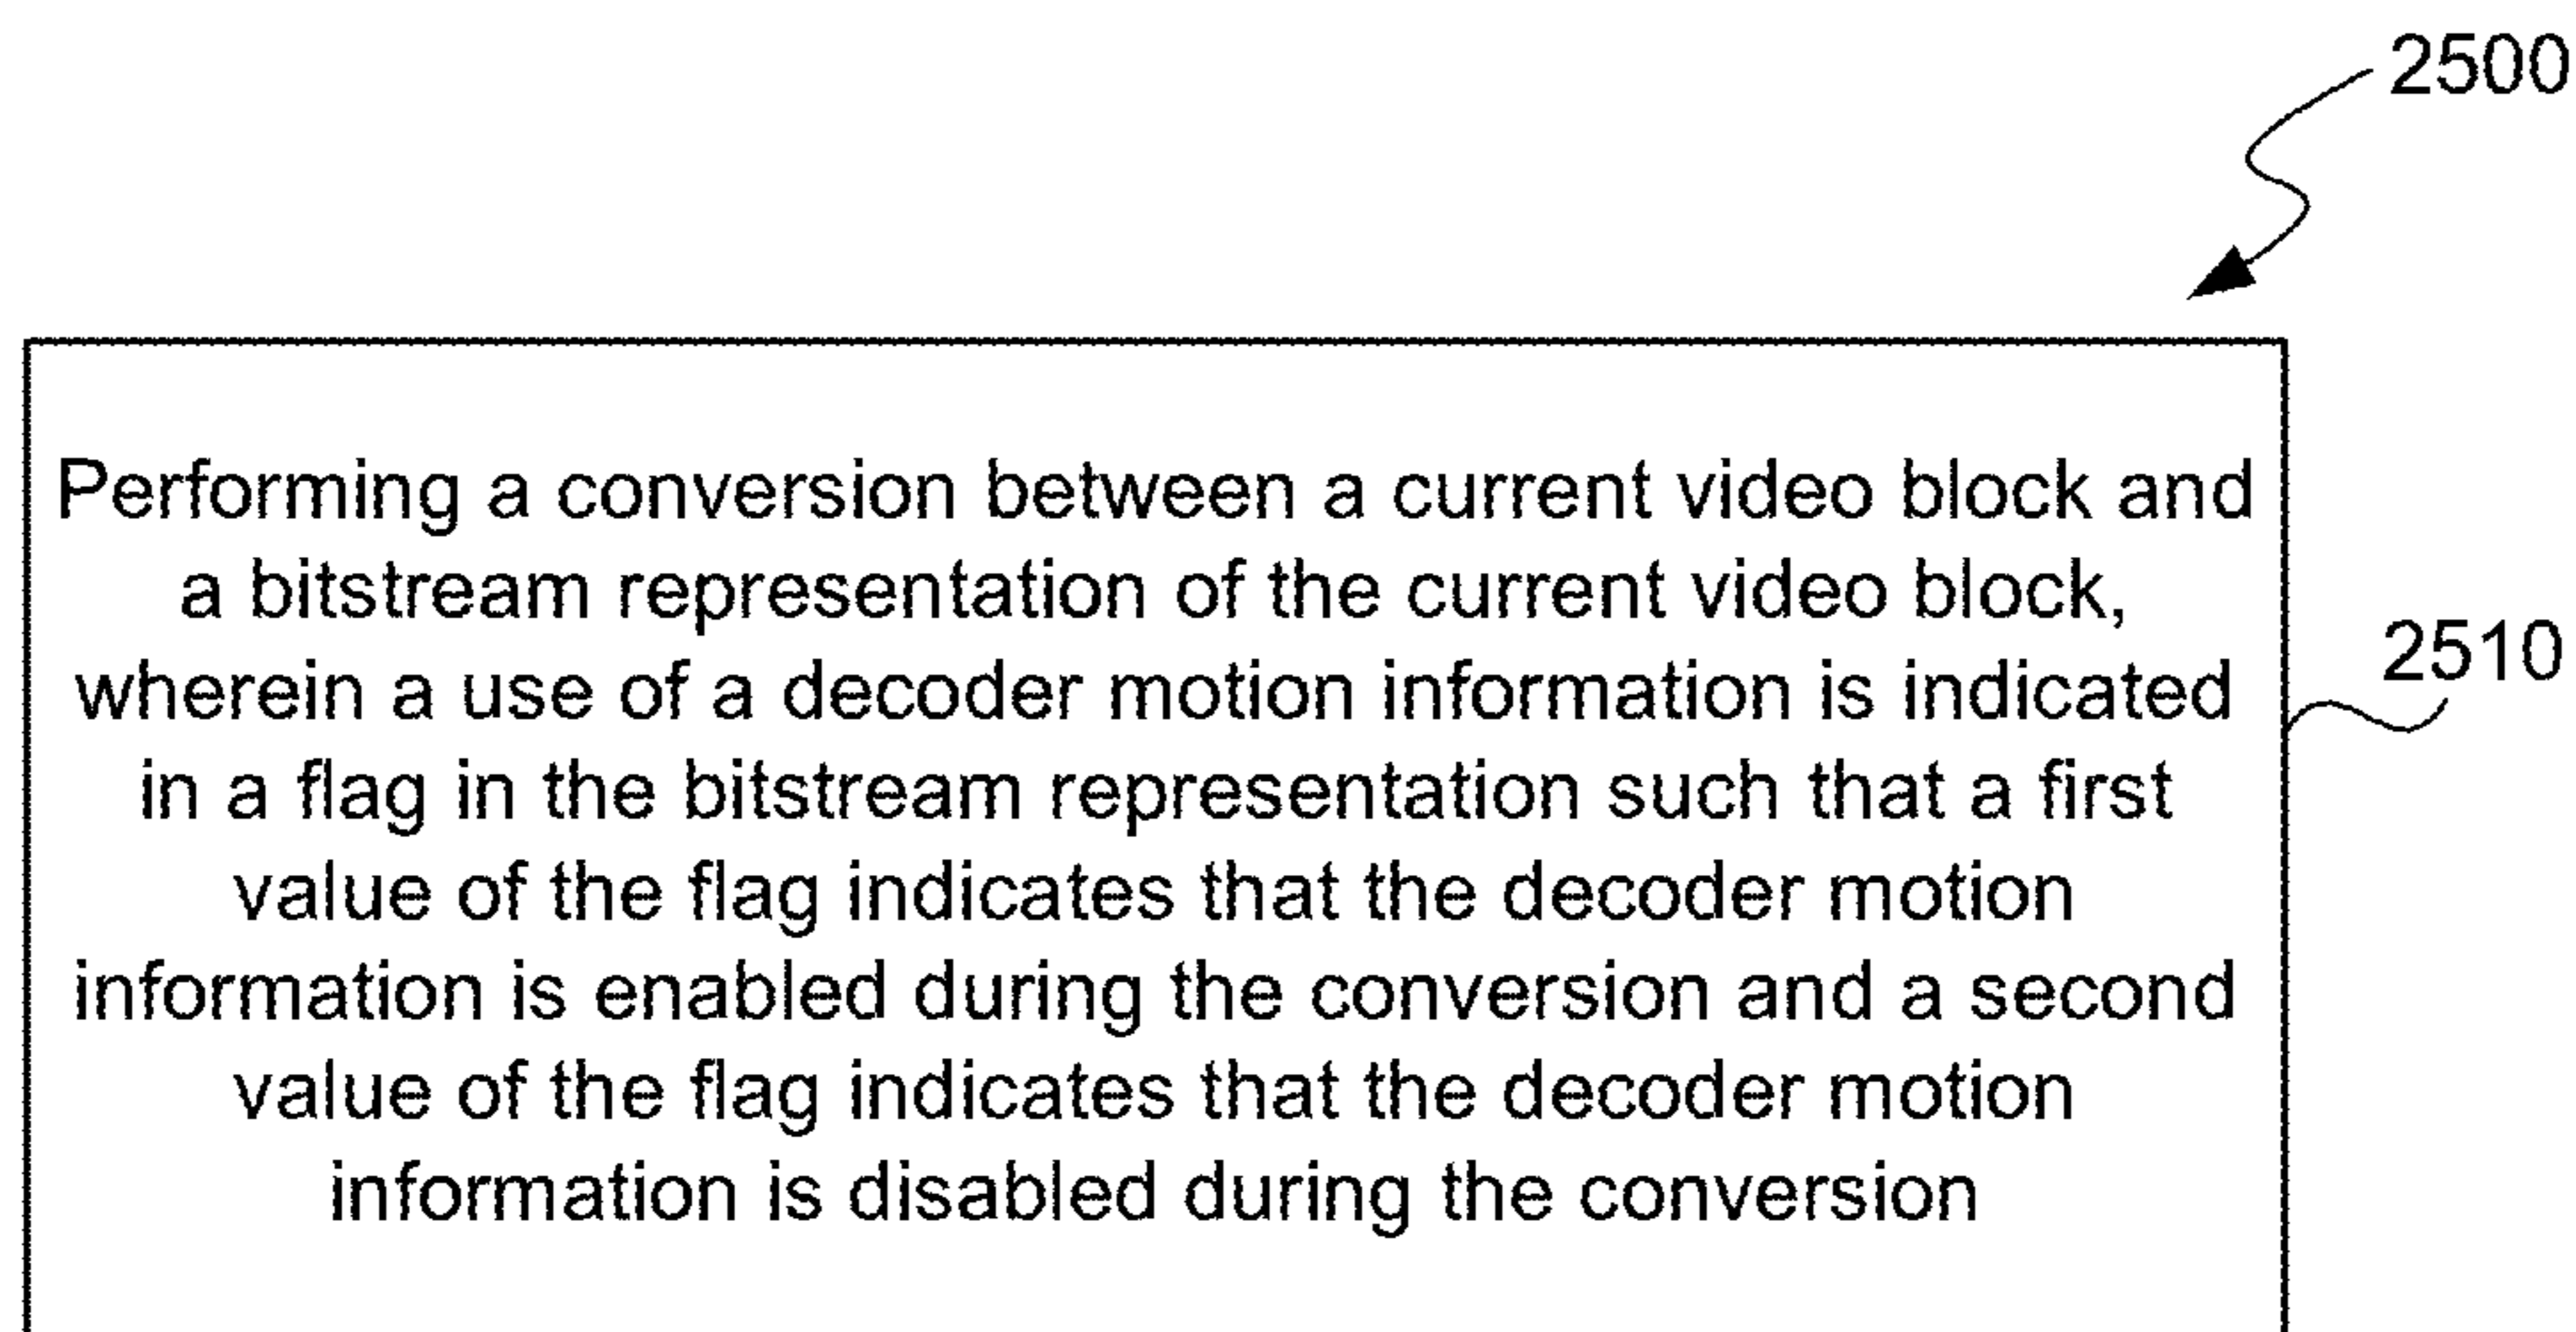 2500
Performing a conversion between a current video block and
a bitstream representation of the current video block,
wherein a use of a decoder motion information is indicated
in a flag in the bitstream representation such that a first
value of the flag indicates that the decoder motion
information is enabled during the conversion and a second
value of the flag indicates that the decoder motion
information is disabled during the conversion
2510